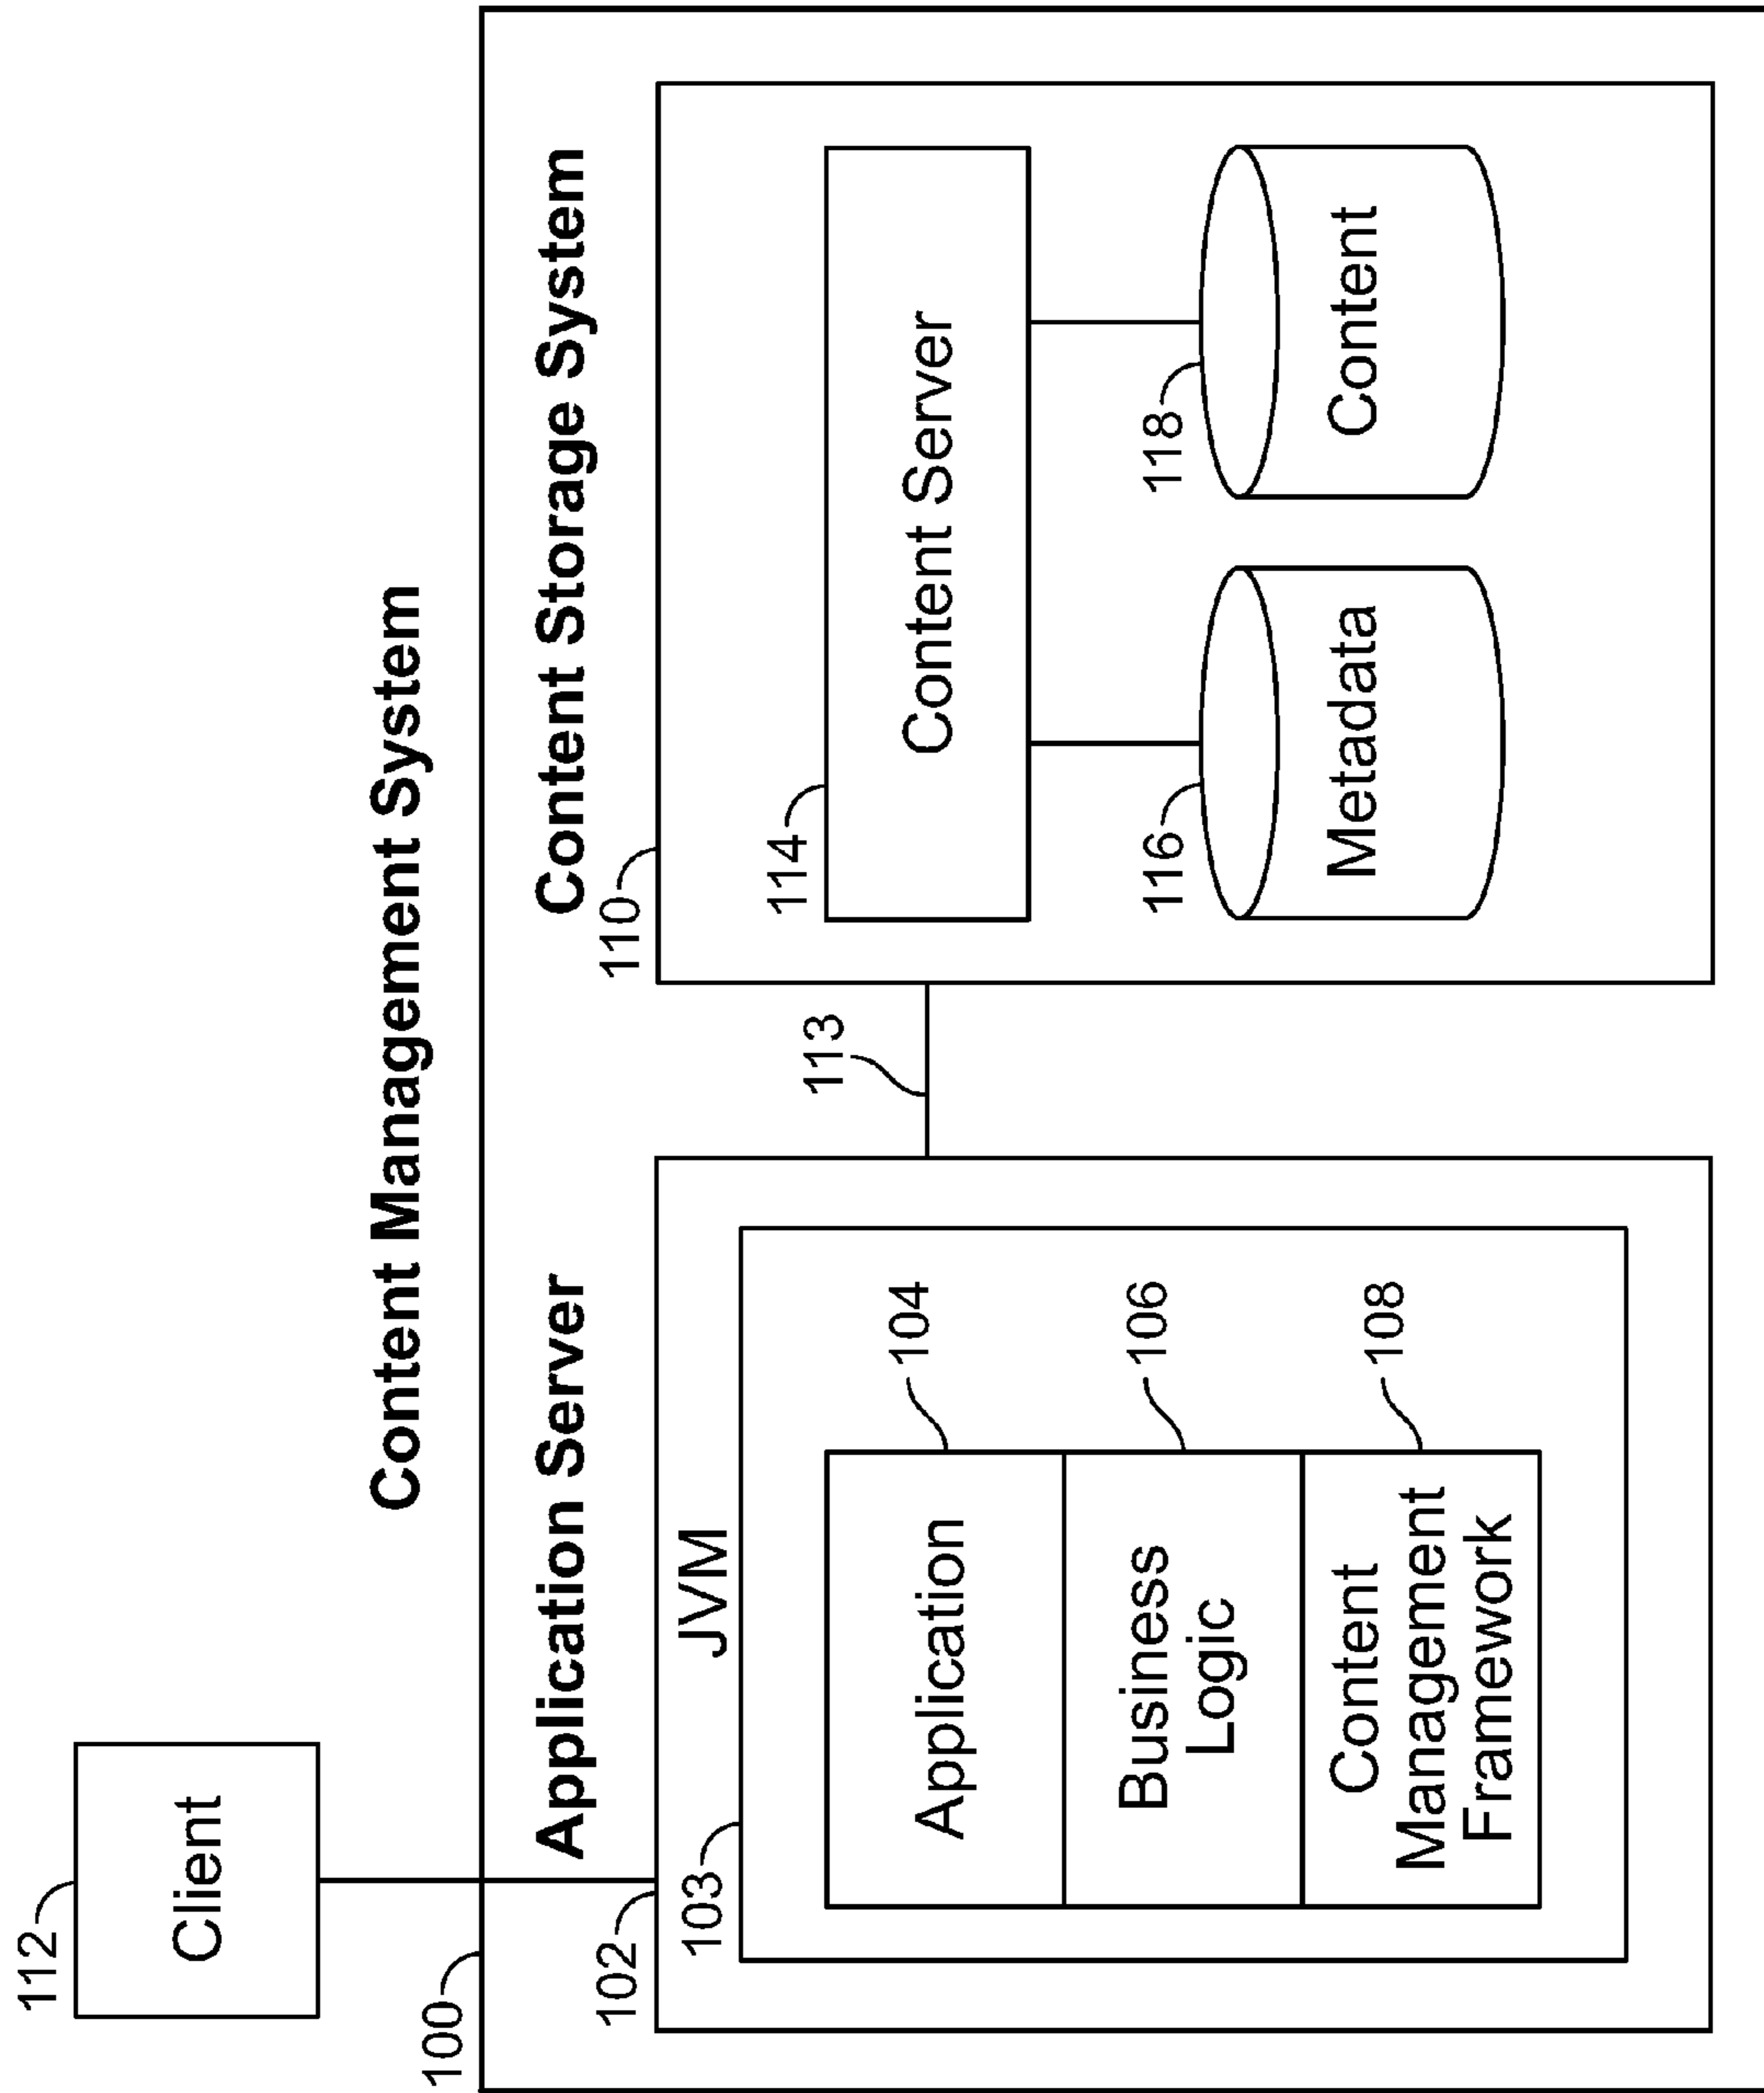 112
Client
Content Management System
100
Application Server
102
JVM
103
Application
104
Business
Logic
106
Content
Management
Framework
108
113
Content Storage System
110
114
Content Server
116
Metadata
118
Content